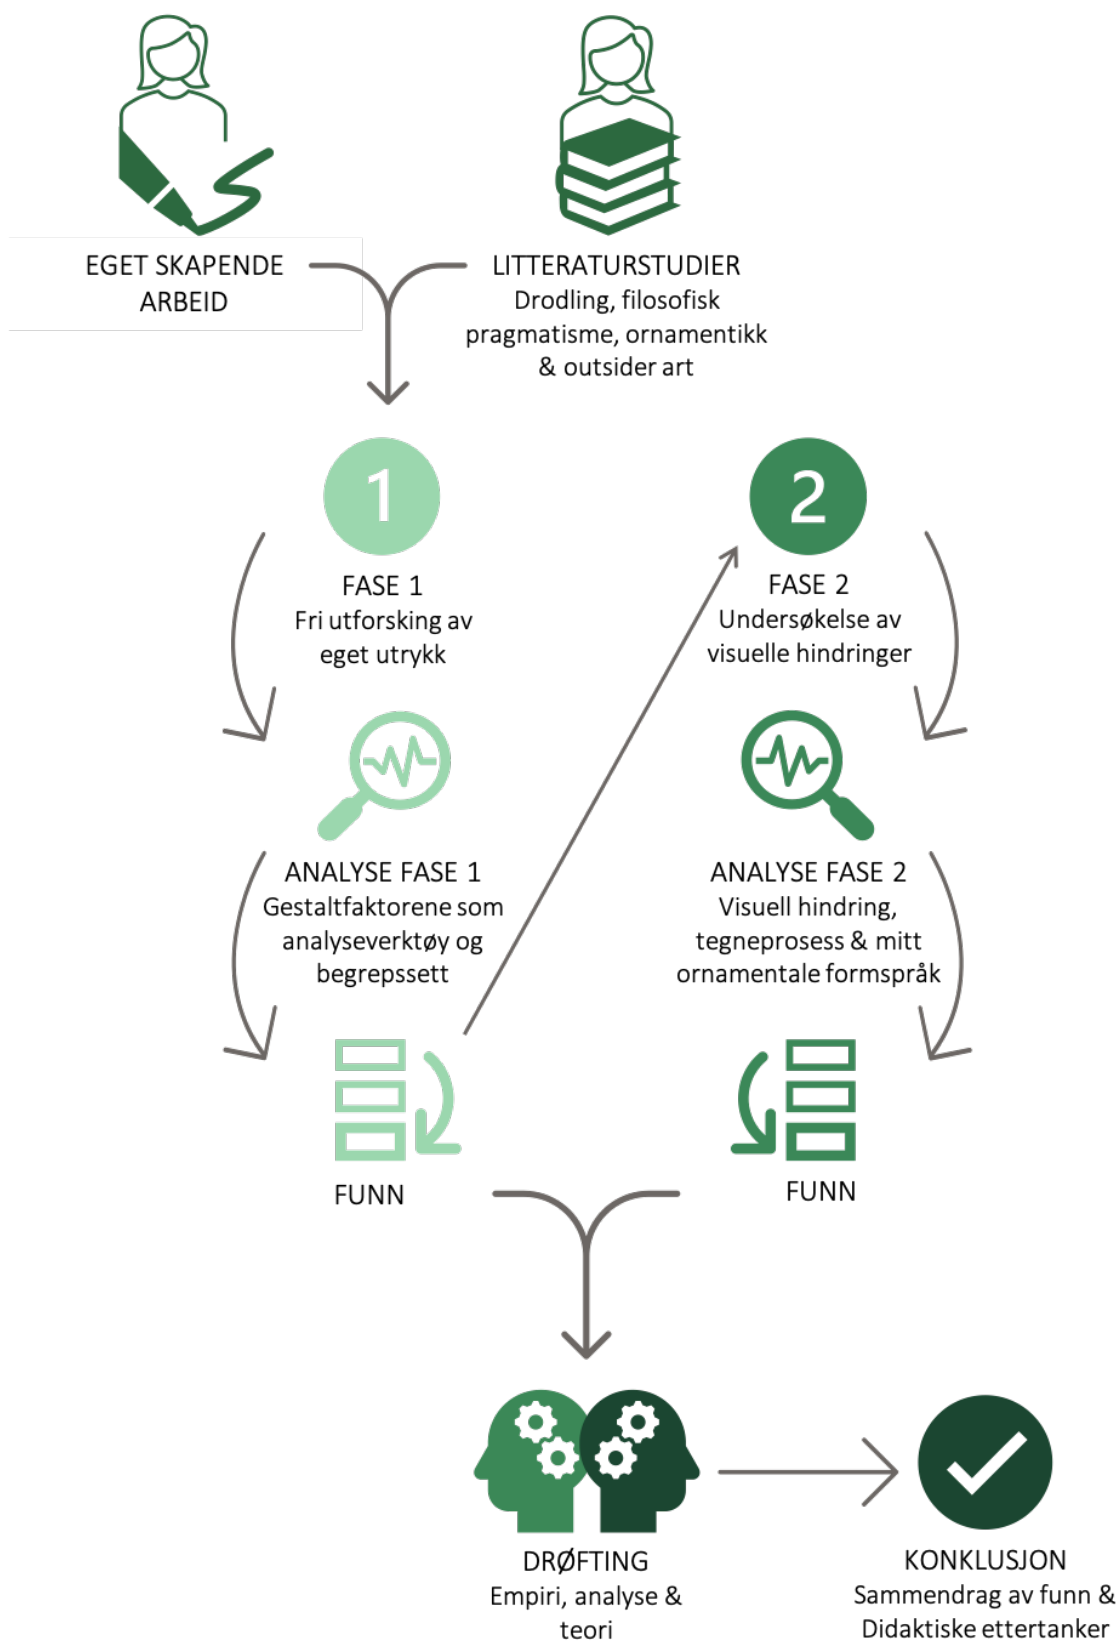 EGET SKAPENDE
ARBEID
LITTERATURSTUDIER
Drodling, filosofisk
pragmatisme, ornamentikk
& outsider art
1
FASE 1
Fri utforsking av
eget utrykk
ANALYSE FASE 1
Gestaltfaktorene som
analyseverktøy og
begrepssett
FUNN
2
FASE 2
Undersøkelse av
visuelle hindringer
ANALYSE FASE 2
Visuell hindring,
tegneprosess & mitt
ornamentale formspråk
FUNN
DRØFTING
Empiri, analyse &
teori
KONKLUSJON
Sammendrag av funn &
Didaktiske ettertanker